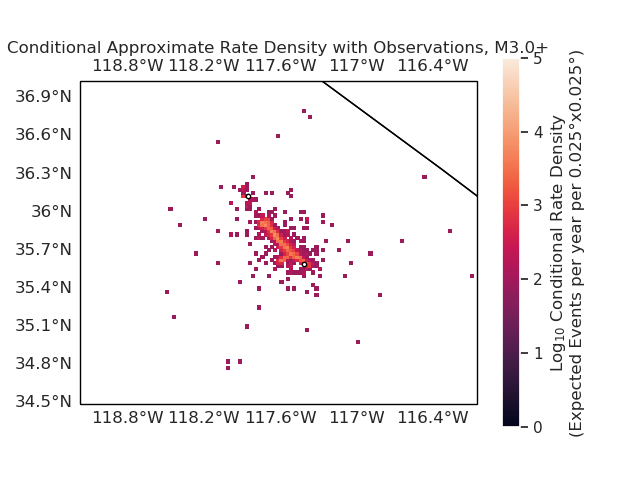 Conditional Approximate Rate Density with Observations, M3.0+
118.8°W 118.2°W 117.6°W 117°W 116.4°W
36.9°N
36.6°N
36.3°N
36°N
35.7°N
35.4°N
35.1°N
34.8°N
34.5°N
118.8°W 118.2°W 117.6°W 117°W 116.4°W
5
4
3
2
1
0
Log₁₀ Conditional Rate Density
(Expected Events per year per 0.025°x0.025°)